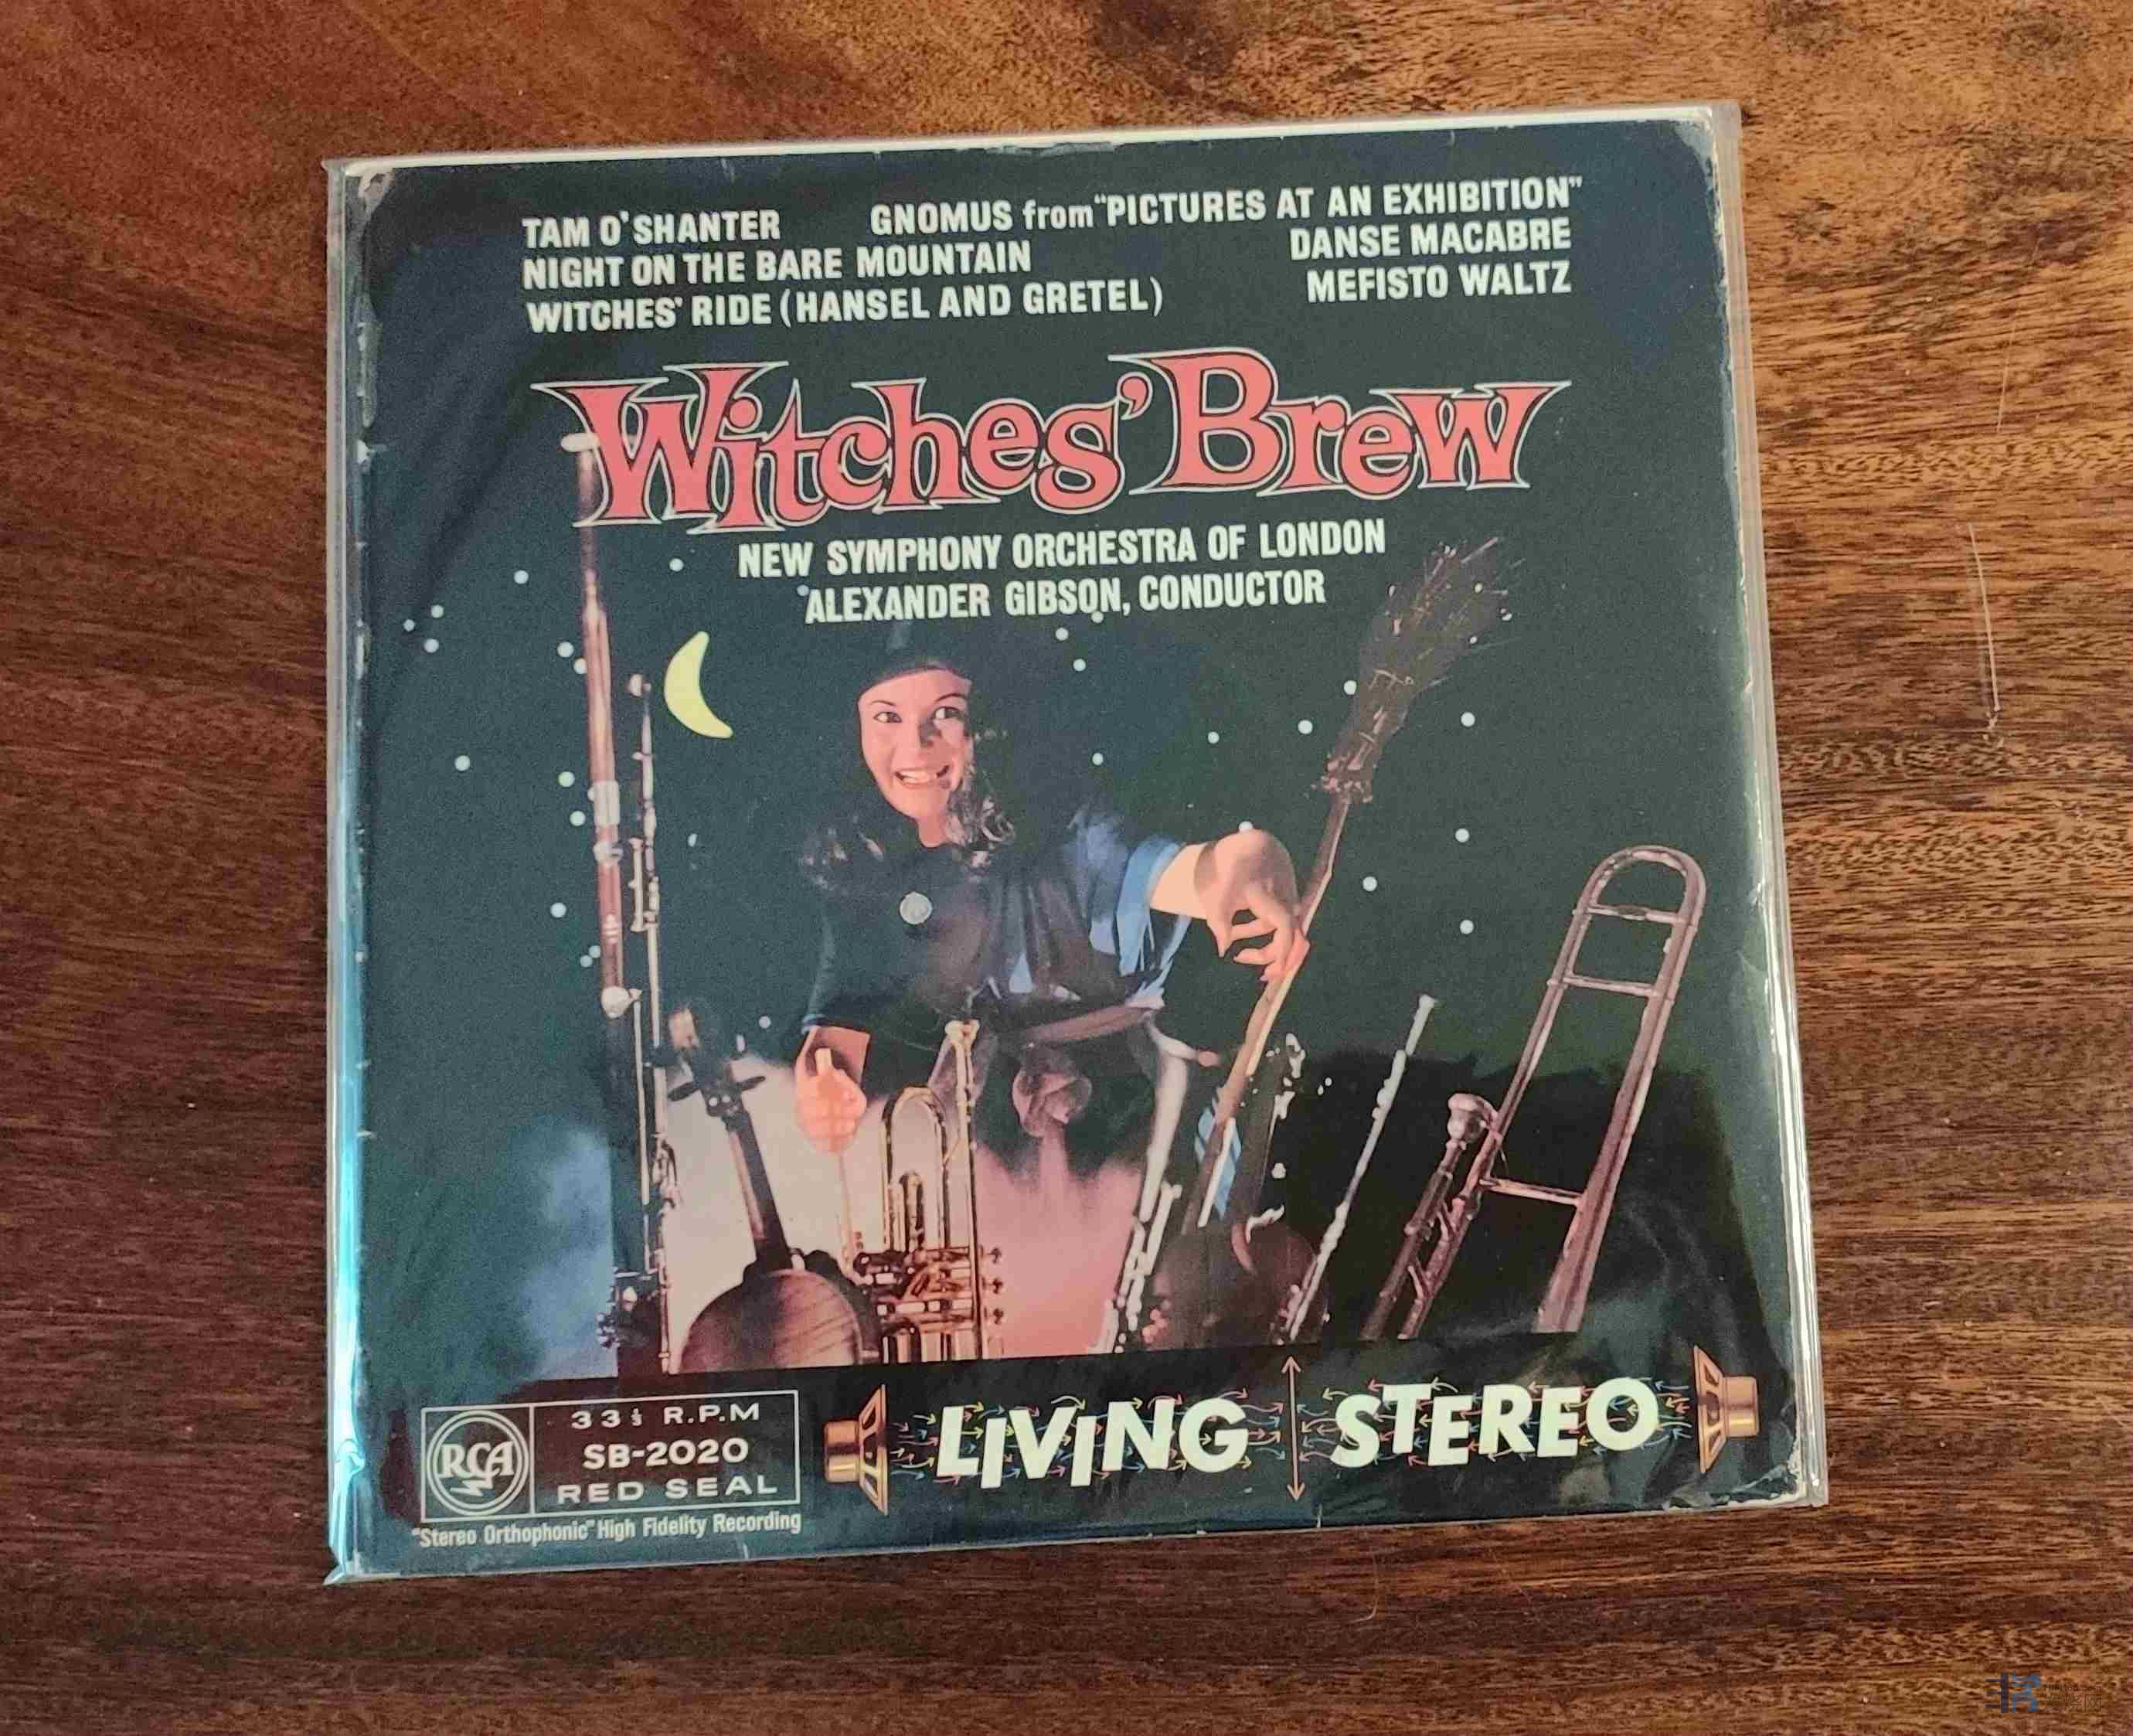 TAM O'SHANTER GNOMUS from "PICTURES AT AN EXHIBITION"
NIGHT ON THE BARE MOUNTAIN DANSE MACABRE
WITCHES' RIDE (HANSEL AND GRETEL) MEFISTO WALTZ
Witches' Brew
NEW SYMPHONY ORCHESTRA OF LONDON
ALEXANDER GIBSON, CONDUCTOR
RCA
33⅓ R.P.M
SB-2020
RED SEAL
LIVING STEREO
"Stereo Orthophonic" High Fidelity Recording